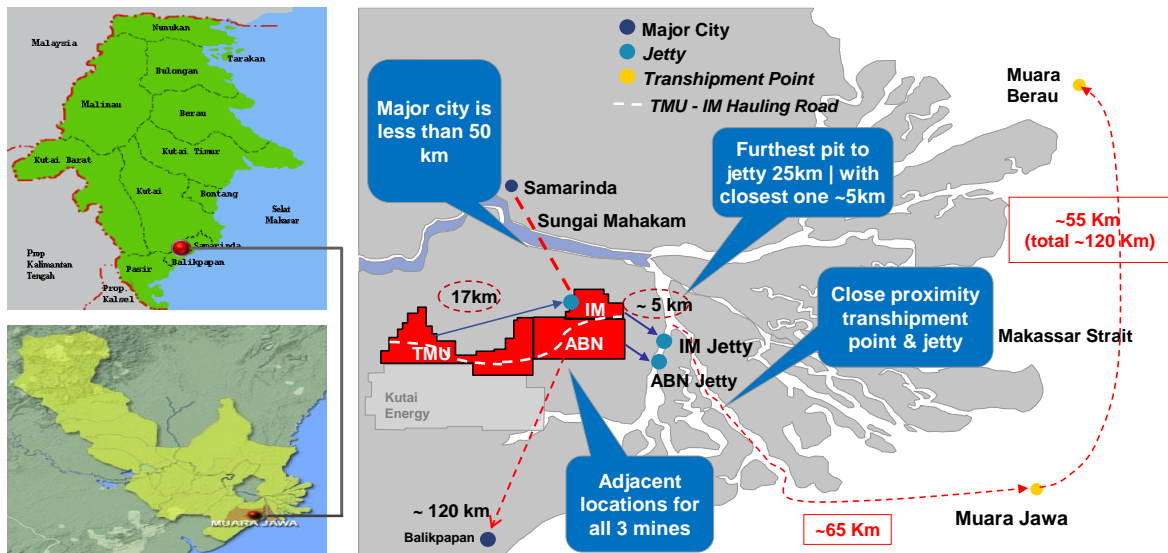 Malaysia
Nunukan
Tarakan
Bulongan
Malinau
Berau
Kutai Timur
Kutai Barat
Kutai
Bontang
Selat
Makasar
Samarinda
Balikpapan
Prop
Kalimantan
Tengah
Pasir
Prop.
Kalsel
MUARA JAWA
Major City
Jetty
Transhipment Point
TMU - IM Hauling Road
Muara
Berau
Major city is
less than 50
km
Furthest pit to
jetty 25km | with
closest one ~5km
Samarinda
Sungai Mahakam
~55 Km
(total ~120 Km)
17km
~ 5 km
Close proximity
transhipment
point & jetty
IM
TMU
ABN
IM Jetty
ABN Jetty
Makassar Strait
Kutai
Energy
Adjacent
locations for
all 3 mines
~ 120 km
Balikpapan
~65 Km
Muara Jawa